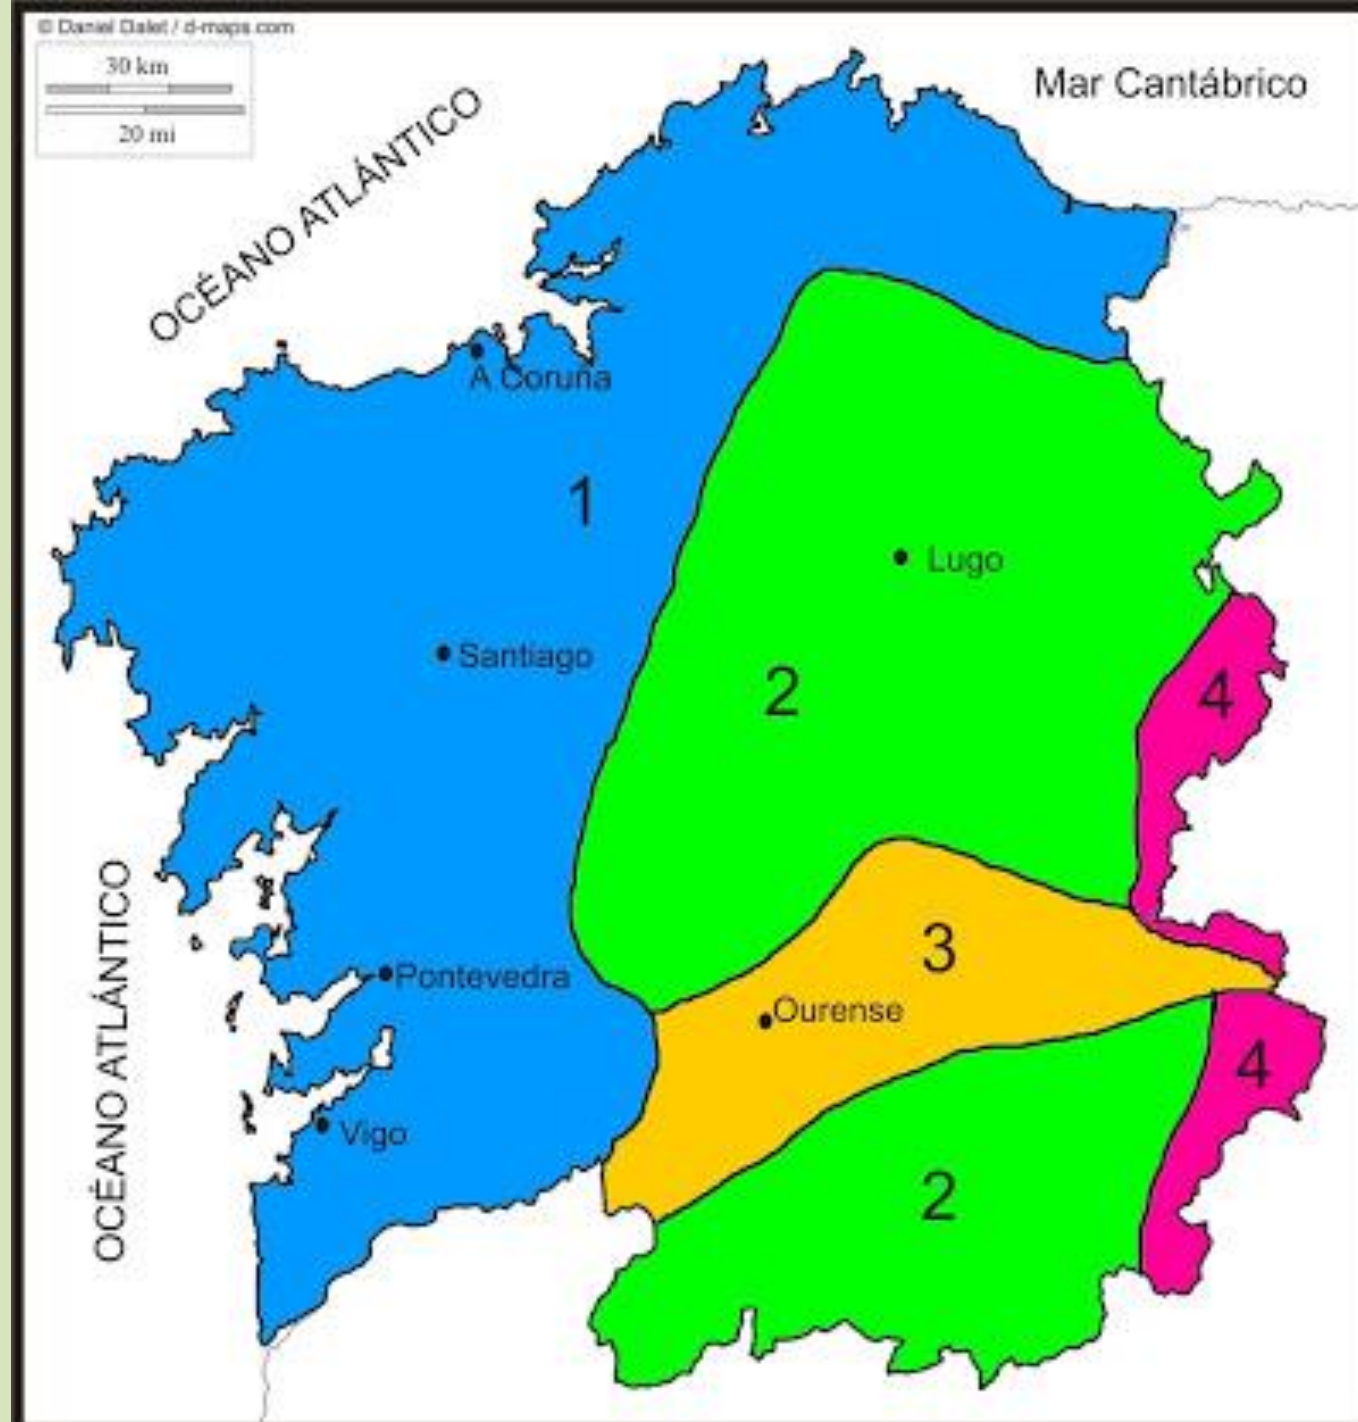 © Daniel Dalet / d-maps.com
30 km
20 mi
Mar Cantábrico
OCÉANO ATLÁNTICO
A Coruña
1
Lugo
Santiago
2
4
OCÉANO ATLÁNTICO
3
Pontevedra
Ourense
4
Vigo
2